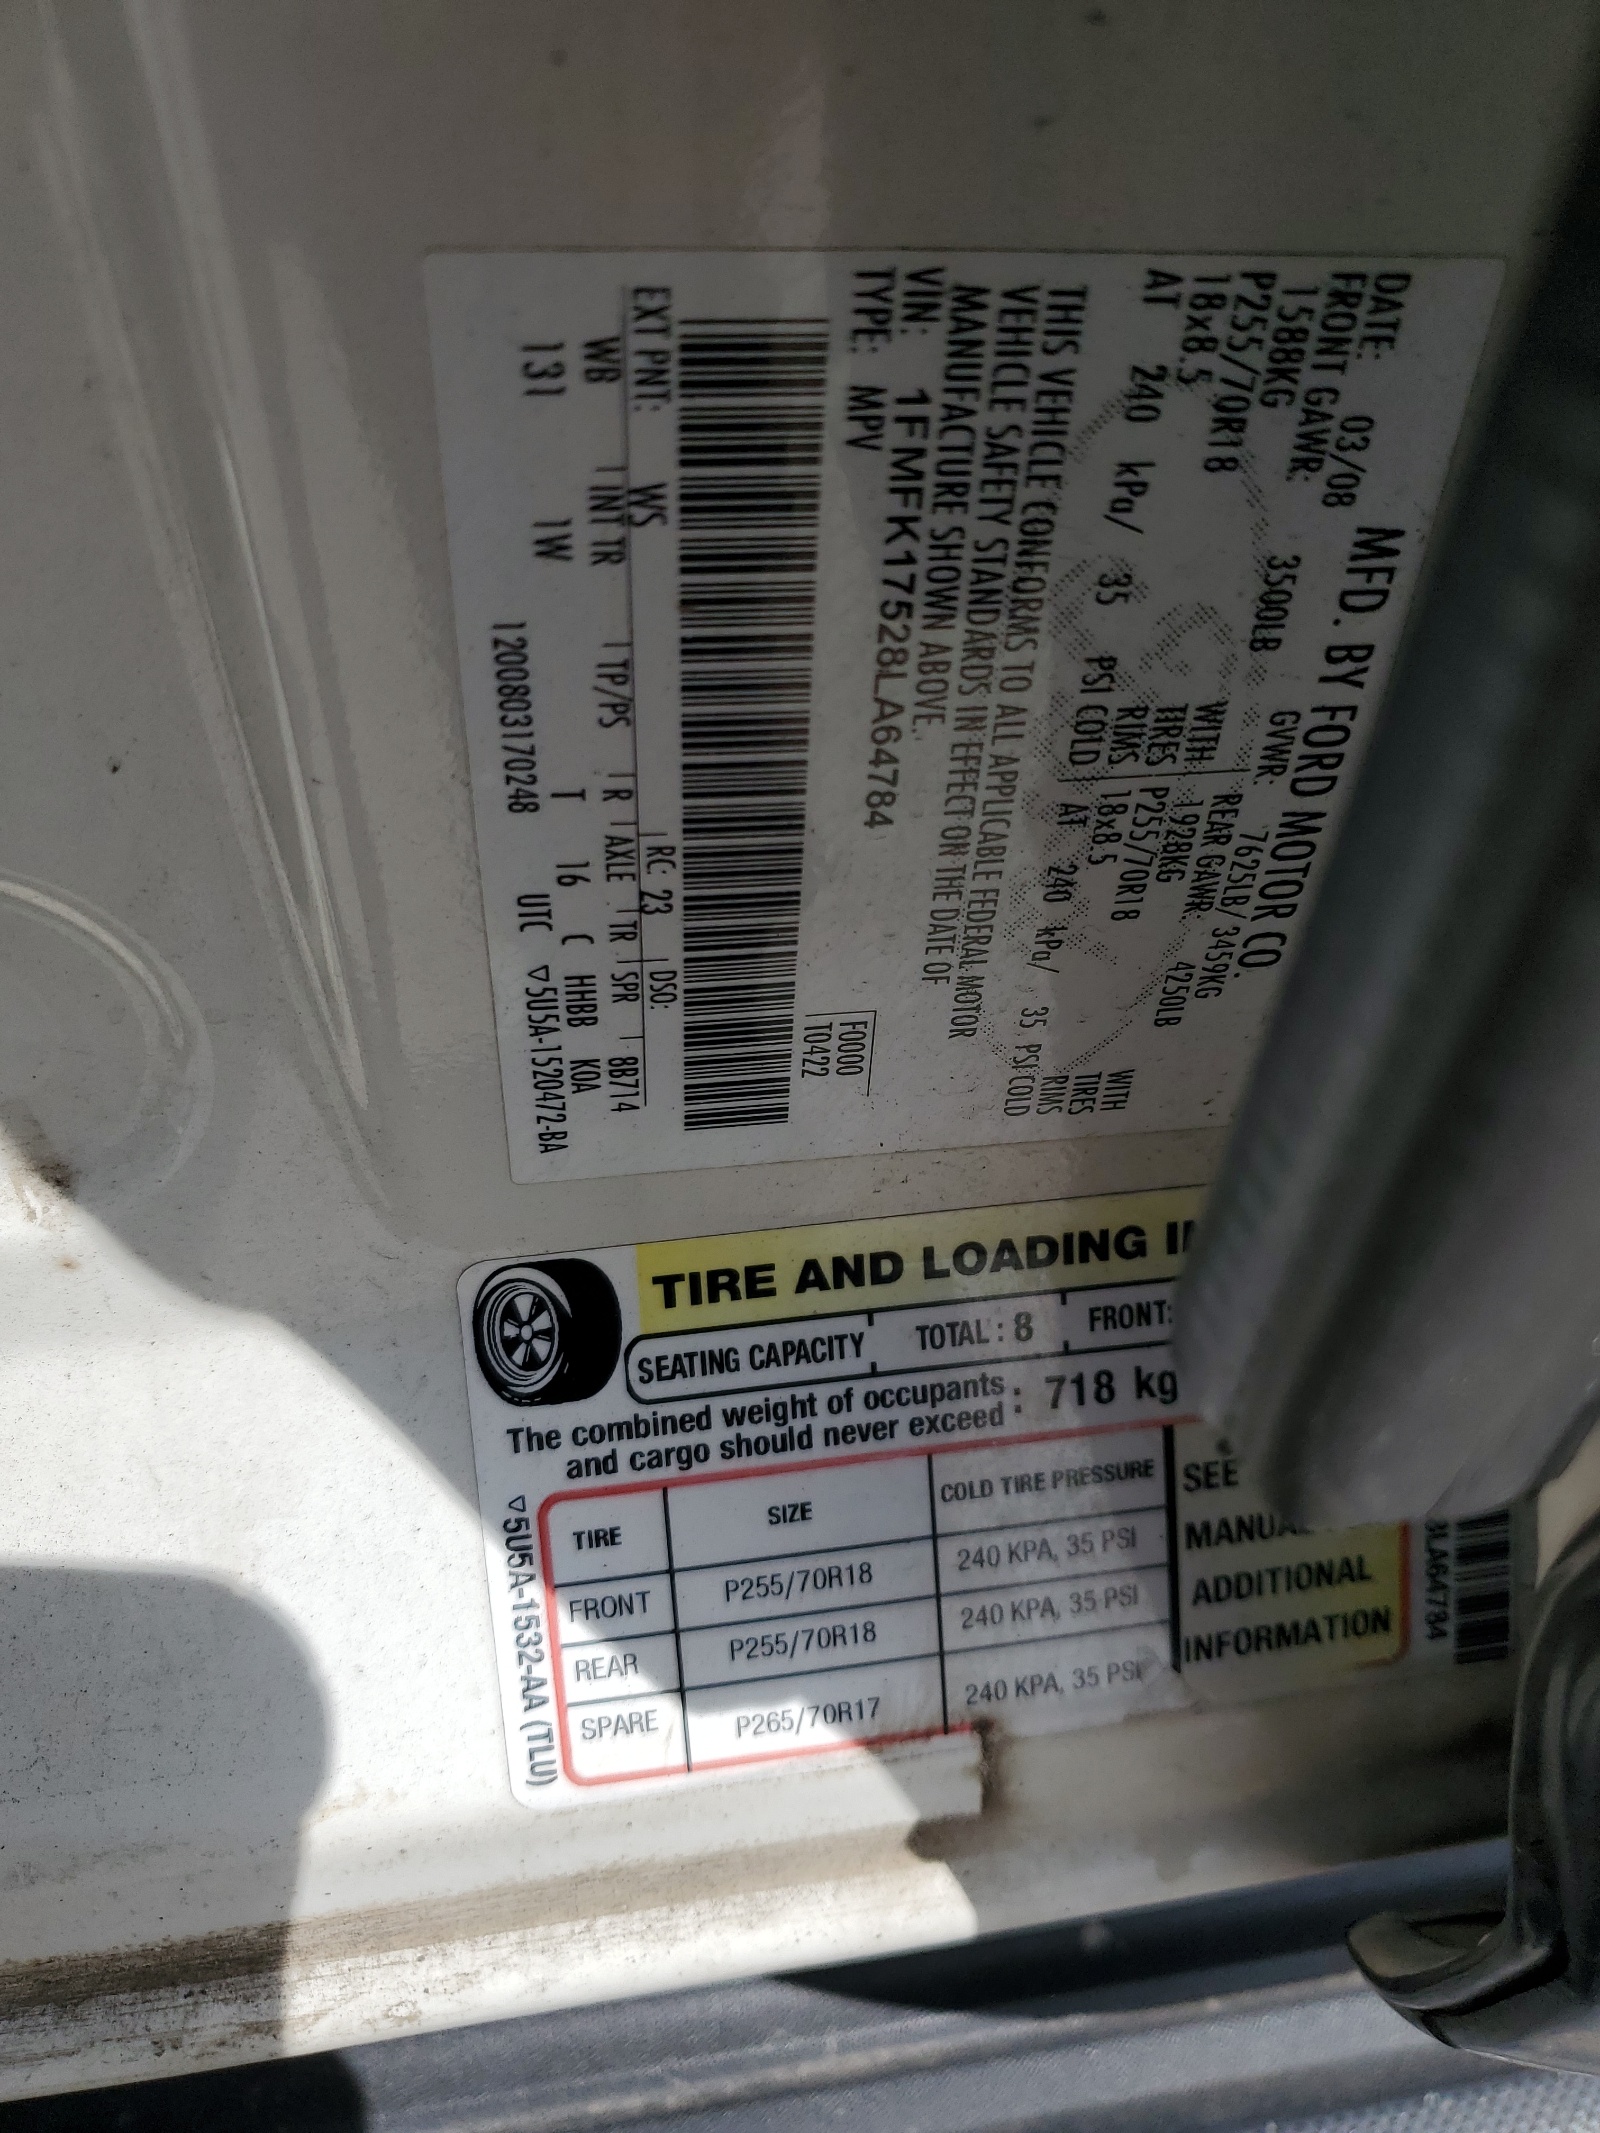 MFD. BY FORD MOTOR CO.
DATE: 03/08 GVWR: 7625LB/ 3459KG
FRONT GAWR: 3500LB REAR GAWR: 4250LB
1588KG WITH 1928KG WITH
P255/70R18 TIRES P255/70R18 TIRES
18x8.5 RIMS 18x8.5 RIMS
AT 240 kPa/ 35 PSI COLD AT 240 kPa/ 35 PSI COLD
THIS VEHICLE CONFORMS TO ALL APPLICABLE FEDERAL MOTOR
VEHICLE SAFETY STANDARDS IN EFFECT ON THE DATE OF
MANUFACTURE SHOWN ABOVE.
VIN: 1FMFK17528LA64784 F0000
TYPE: MPV T0422
EXT PNT: WS RC: 23 DSO:
WB INT TR TP/PS R AXLE TR SPR 8B714
131 1W T 16 C HHBB KOA
1200803170248 UTC ▽5U5A-1520472-BA
TIRE AND LOADING
SEATING CAPACITY TOTAL : 8 FRONT:
The combined weight of occupants
and cargo should never exceed : 718 kg
TIRE SIZE COLD TIRE PRESSURE
FRONT P255/70R18 240 KPA, 35 PSI
REAR P255/70R18 240 KPA, 35 PSI
SPARE P265/70R17 240 KPA, 35 PSI
SEE
ADDITIONAL
INFORMATION
▽5U5A-1532-AA (TLU)
8LA64784